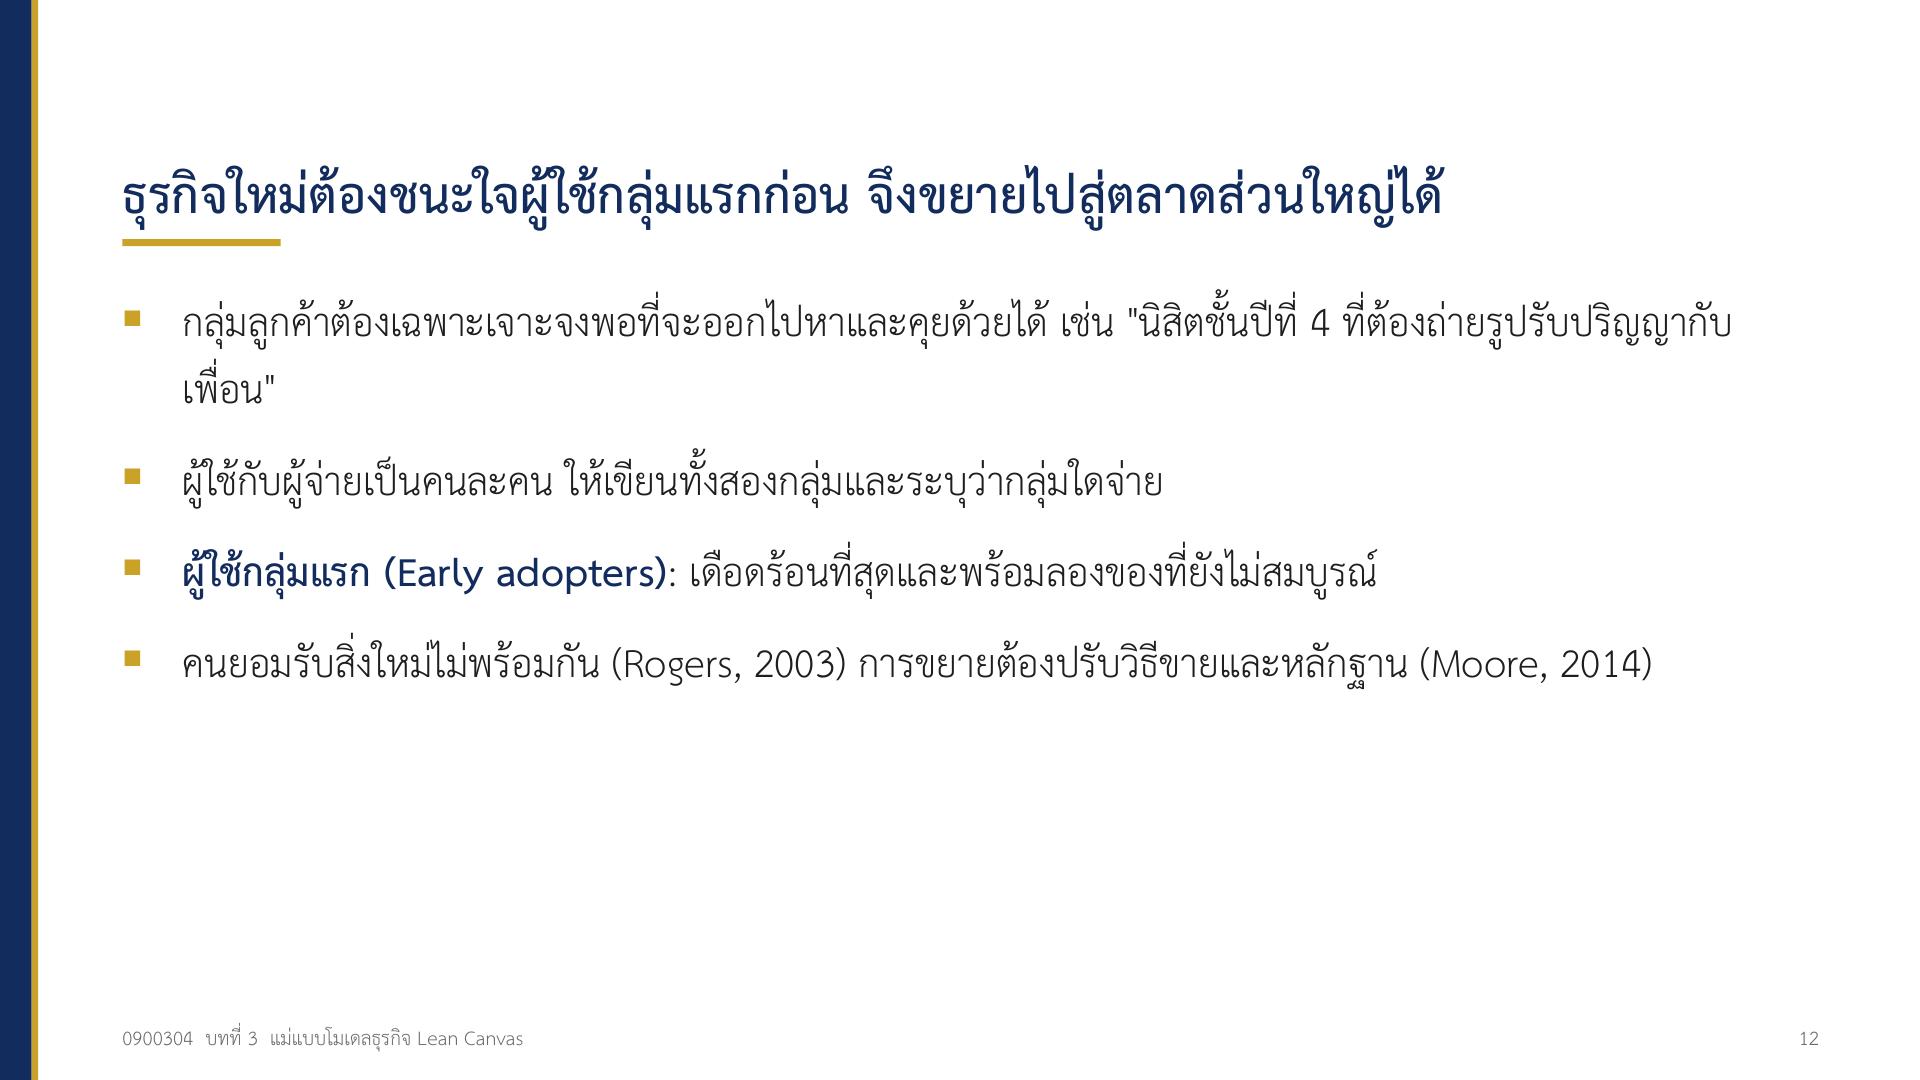 ธุรกิจใหม่ต้องชนะใจผู้ใช้กลุ่มแรกก่อน จึงขยายไปสู่ตลาดส่วนใหญ่ได้
▪ กลุ่มลูกค้าต้องเฉพาะเจาะจงพอที่จะออกไปหาและคุยด้วยได้ เช่น "นิสิตชั้นปีที่ 4 ที่ต้องถ่ายรูปรับปริญญากับ
เพื่อน"
▪ ผู้ใช้กับผู้จ่ายเป็นคนละคน ให้เขียนทั้งสองกลุ่มและระบุว่ากลุ่มใดจ่าย
▪ ผู้ใช้กลุ่มแรก (Early adopters): เดือดร้อนที่สุดและพร้อมลองของที่ยังไม่สมบูรณ์
▪ คนยอมรับสิ่งใหม่ไม่พร้อมกัน (Rogers, 2003) การขยายต้องปรับวิธีขายและหลักฐาน (Moore, 2014)
0900304 บทที่ 3 แม่แบบโมเดลธุรกิจ Lean Canvas
12